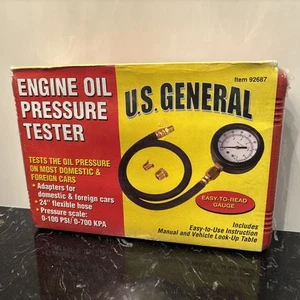 Item 92687
ENGINE OIL
PRESSURE
TESTER
U.S. GENERAL
TESTS THE OIL PRESSURE
ON MOST DOMESTIC &
FOREIGN CARS
• Adapters for
domestic & foreign cars
• 24" flexible hose
• Pressure scale:
0-100 PSI/ 0-700 KPA
EASY-TO-READ
GAUGE
Easy-to-Use Instruction
Manual and Vehicle Look-Up Table